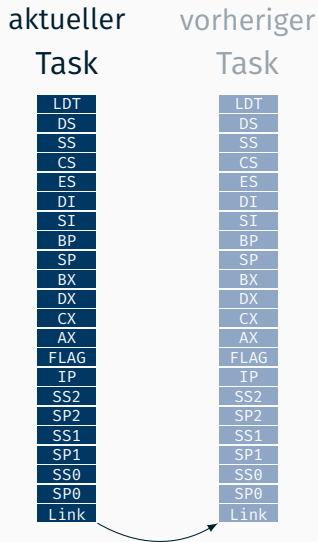 aktueller
Task
LDT
DS
SS
CS
ES
DI
SI
BP
SP
BX
DX
CX
AX
FLAG
IP
SS2
SP2
SS1
SP1
SS0
SP0
Link
vorheriger
Task
LDT
DS
SS
CS
ES
DI
SI
BP
SP
BX
DX
CX
AX
FLAG
IP
SS2
SP2
SS1
SP1
SS0
SP0
Link